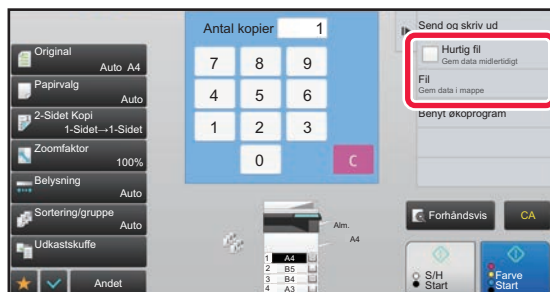 Original
Auto A4
Papirvalg
Auto
2-Sidet Kopi
1-Sidet→1-Sidet
Zoomfaktor
100%
Belysning
Auto
Sortering/gruppe
Auto
Udkastskuffe
Andet
Antal kopier 1
7 8 9
4 5 6
1 2 3
0 C
Alm.
A4
1 A4
2 B5
3 B4
4 A3
Send og skriv ud
Hurtig fil
Gem data midlertidigt
Fil
Gem data i mappe
Benyt økoprogram
Forhåndsvis
CA
S/H
Start
Farve
Start